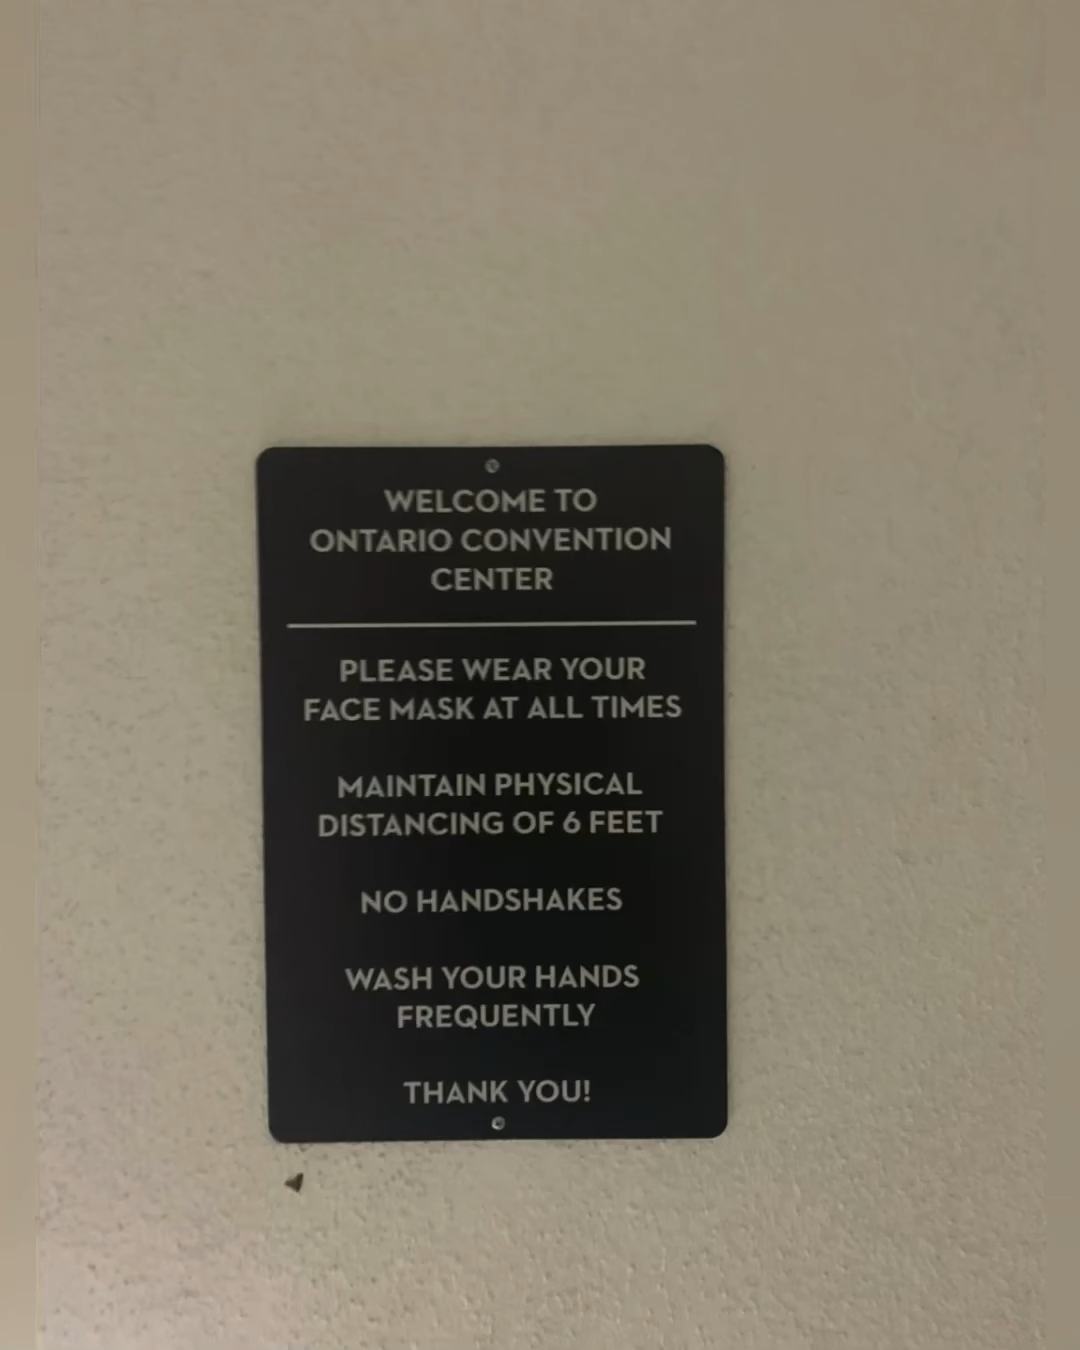 WELCOME TO
ONTARIO CONVENTION
CENTER
PLEASE WEAR YOUR
FACE MASK AT ALL TIMES
MAINTAIN PHYSICAL
DISTANCING OF 6 FEET
NO HANDSHAKES
WASH YOUR HANDS
FREQUENTLY
THANK YOU!